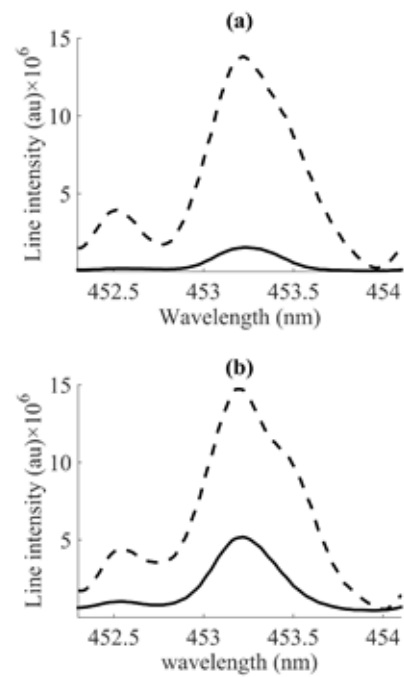 (a)
Line intensity (au)×10⁶
15
10
5
452.5 453 453.5 454
Wavelength (nm)
(b)
Line intensity (au)×10⁶
15
10
5
452.5 453 453.5 454
wavelength (nm)